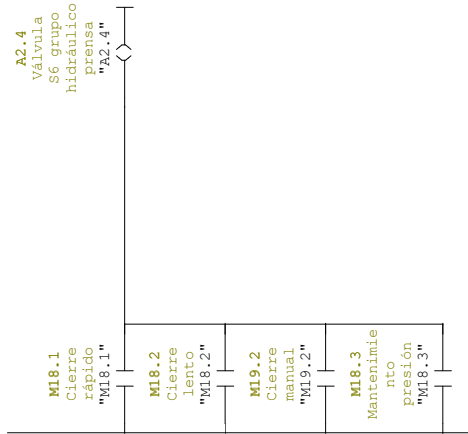 A2.4
Válvula
S6 grupo
hidráulico
prensa
"A2.4"
M18.1
Cierre
rápido
"M18.1"
M18.2
Cierre
lento
"M18.2"
M19.2
Cierre
manual
"M19.2"
M18.3
Mantenimie
nto
presión
"M18.3"